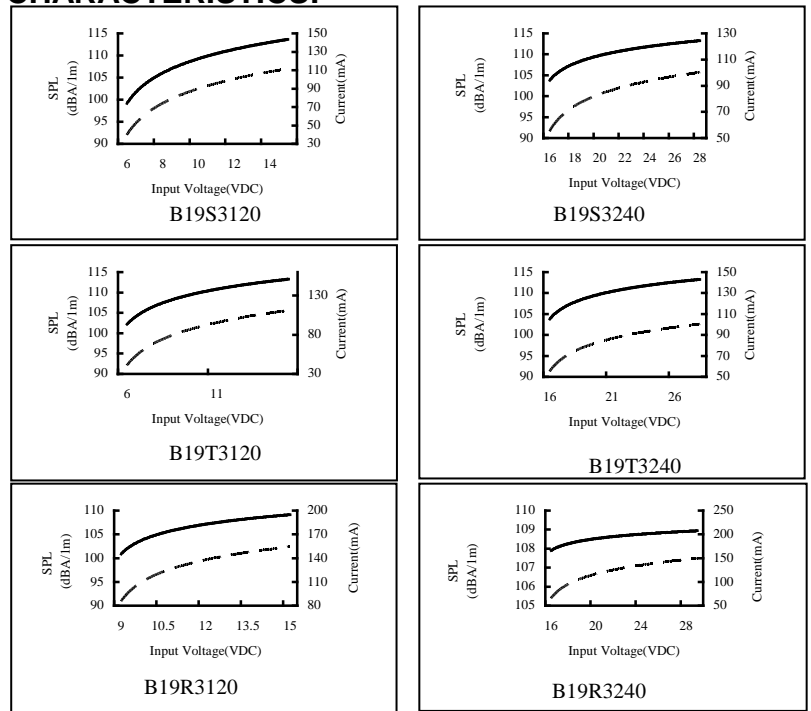 CHARACTERISTICS:
115
110
105
100
95
90
SPL
(dBA/1m)
150
130
110
90
70
50
30
Current(mA)
6 8 10 12 14
Input Voltage(VDC)
B19S3120
115
110
105
100
95
90
SPL
(dBA/1m)
130
110
90
70
50
Current(mA)
16 18 20 22 24 26 28
Input Voltage(VDC)
B19S3240
115
110
105
100
95
90
SPL
(dBA/1m)
130
80
30
Current(mA)
6 11
Input Voltage(VDC)
B19T3120
115
110
105
100
95
90
SPL
(dBA/1m)
150
130
110
90
70
50
Current(mA)
16 21 26
Input Voltage(VDC)
B19T3240
110
105
100
95
90
SPL
(dBA/1m)
200
170
140
110
80
Current(mA)
9 10.5 12 13.5 15
Input Voltage(VDC)
B19R3120
110
109
108
107
106
105
SPL
(dBA/1m)
250
200
150
100
50
Current(mA)
16 20 24 28
Input Voltage(VDC)
B19R3240